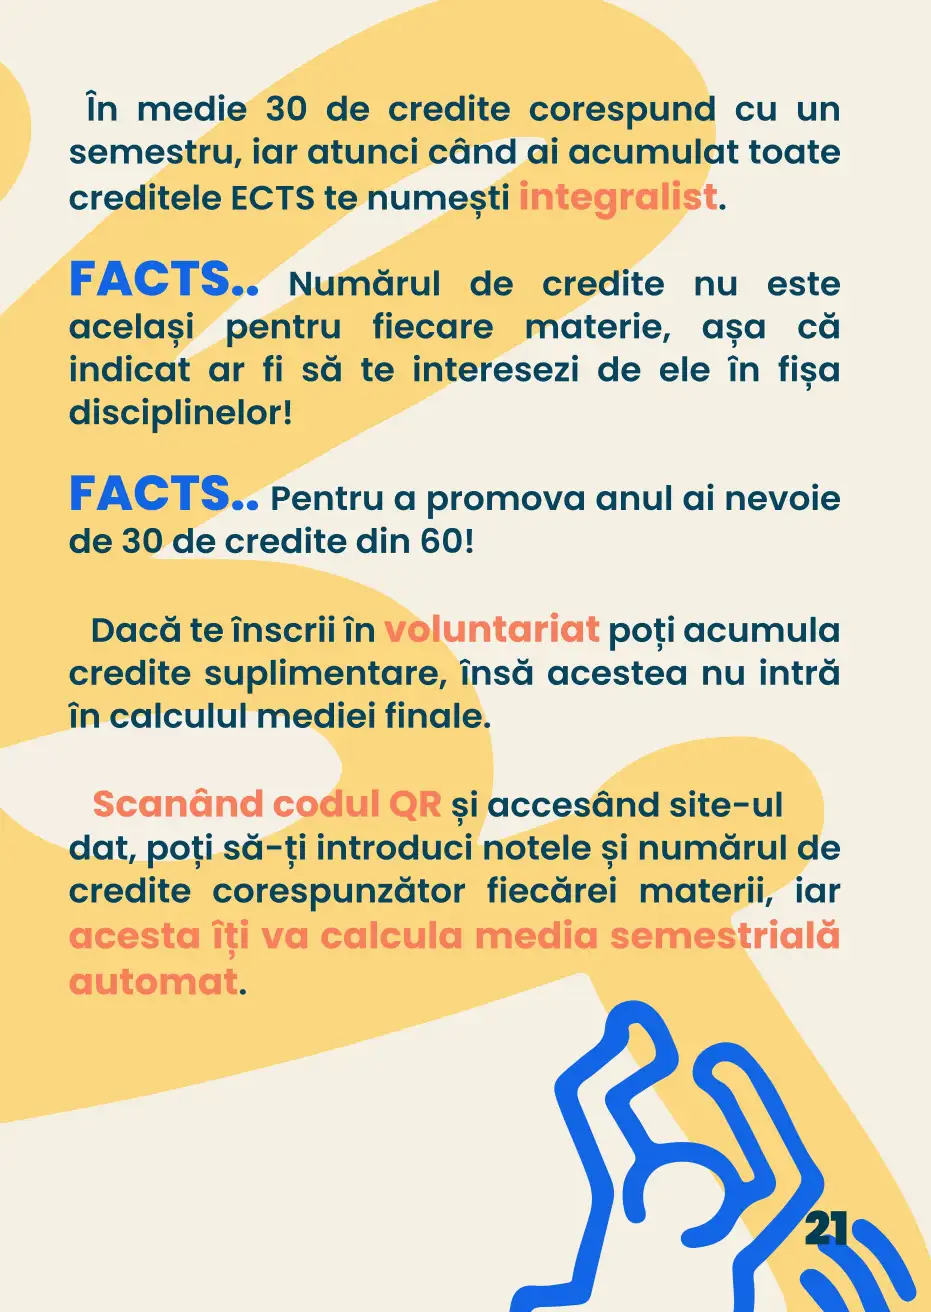 În medie 30 de credite corespund cu un
semestru, iar atunci când ai acumulat toate
creditele ECTS te numești integralist.
FACTS.. Numărul de credite nu este
același pentru fiecare materie, așa că
indicat ar fi să te interesezi de ele în fișa
disciplinelor!
FACTS.. Pentru a promova anul ai nevoie
de 30 de credite din 60!
Dacă te înscrii în voluntariat poți acumula
credite suplimentare, însă acestea nu intră
în calculul mediei finale.
Scanând codul QR și accesând site-ul
dat, poți să-ți introduci notele și numărul de
credite corespunzător fiecărei materii, iar
acesta îți va calcula media semestrială
automat.
21